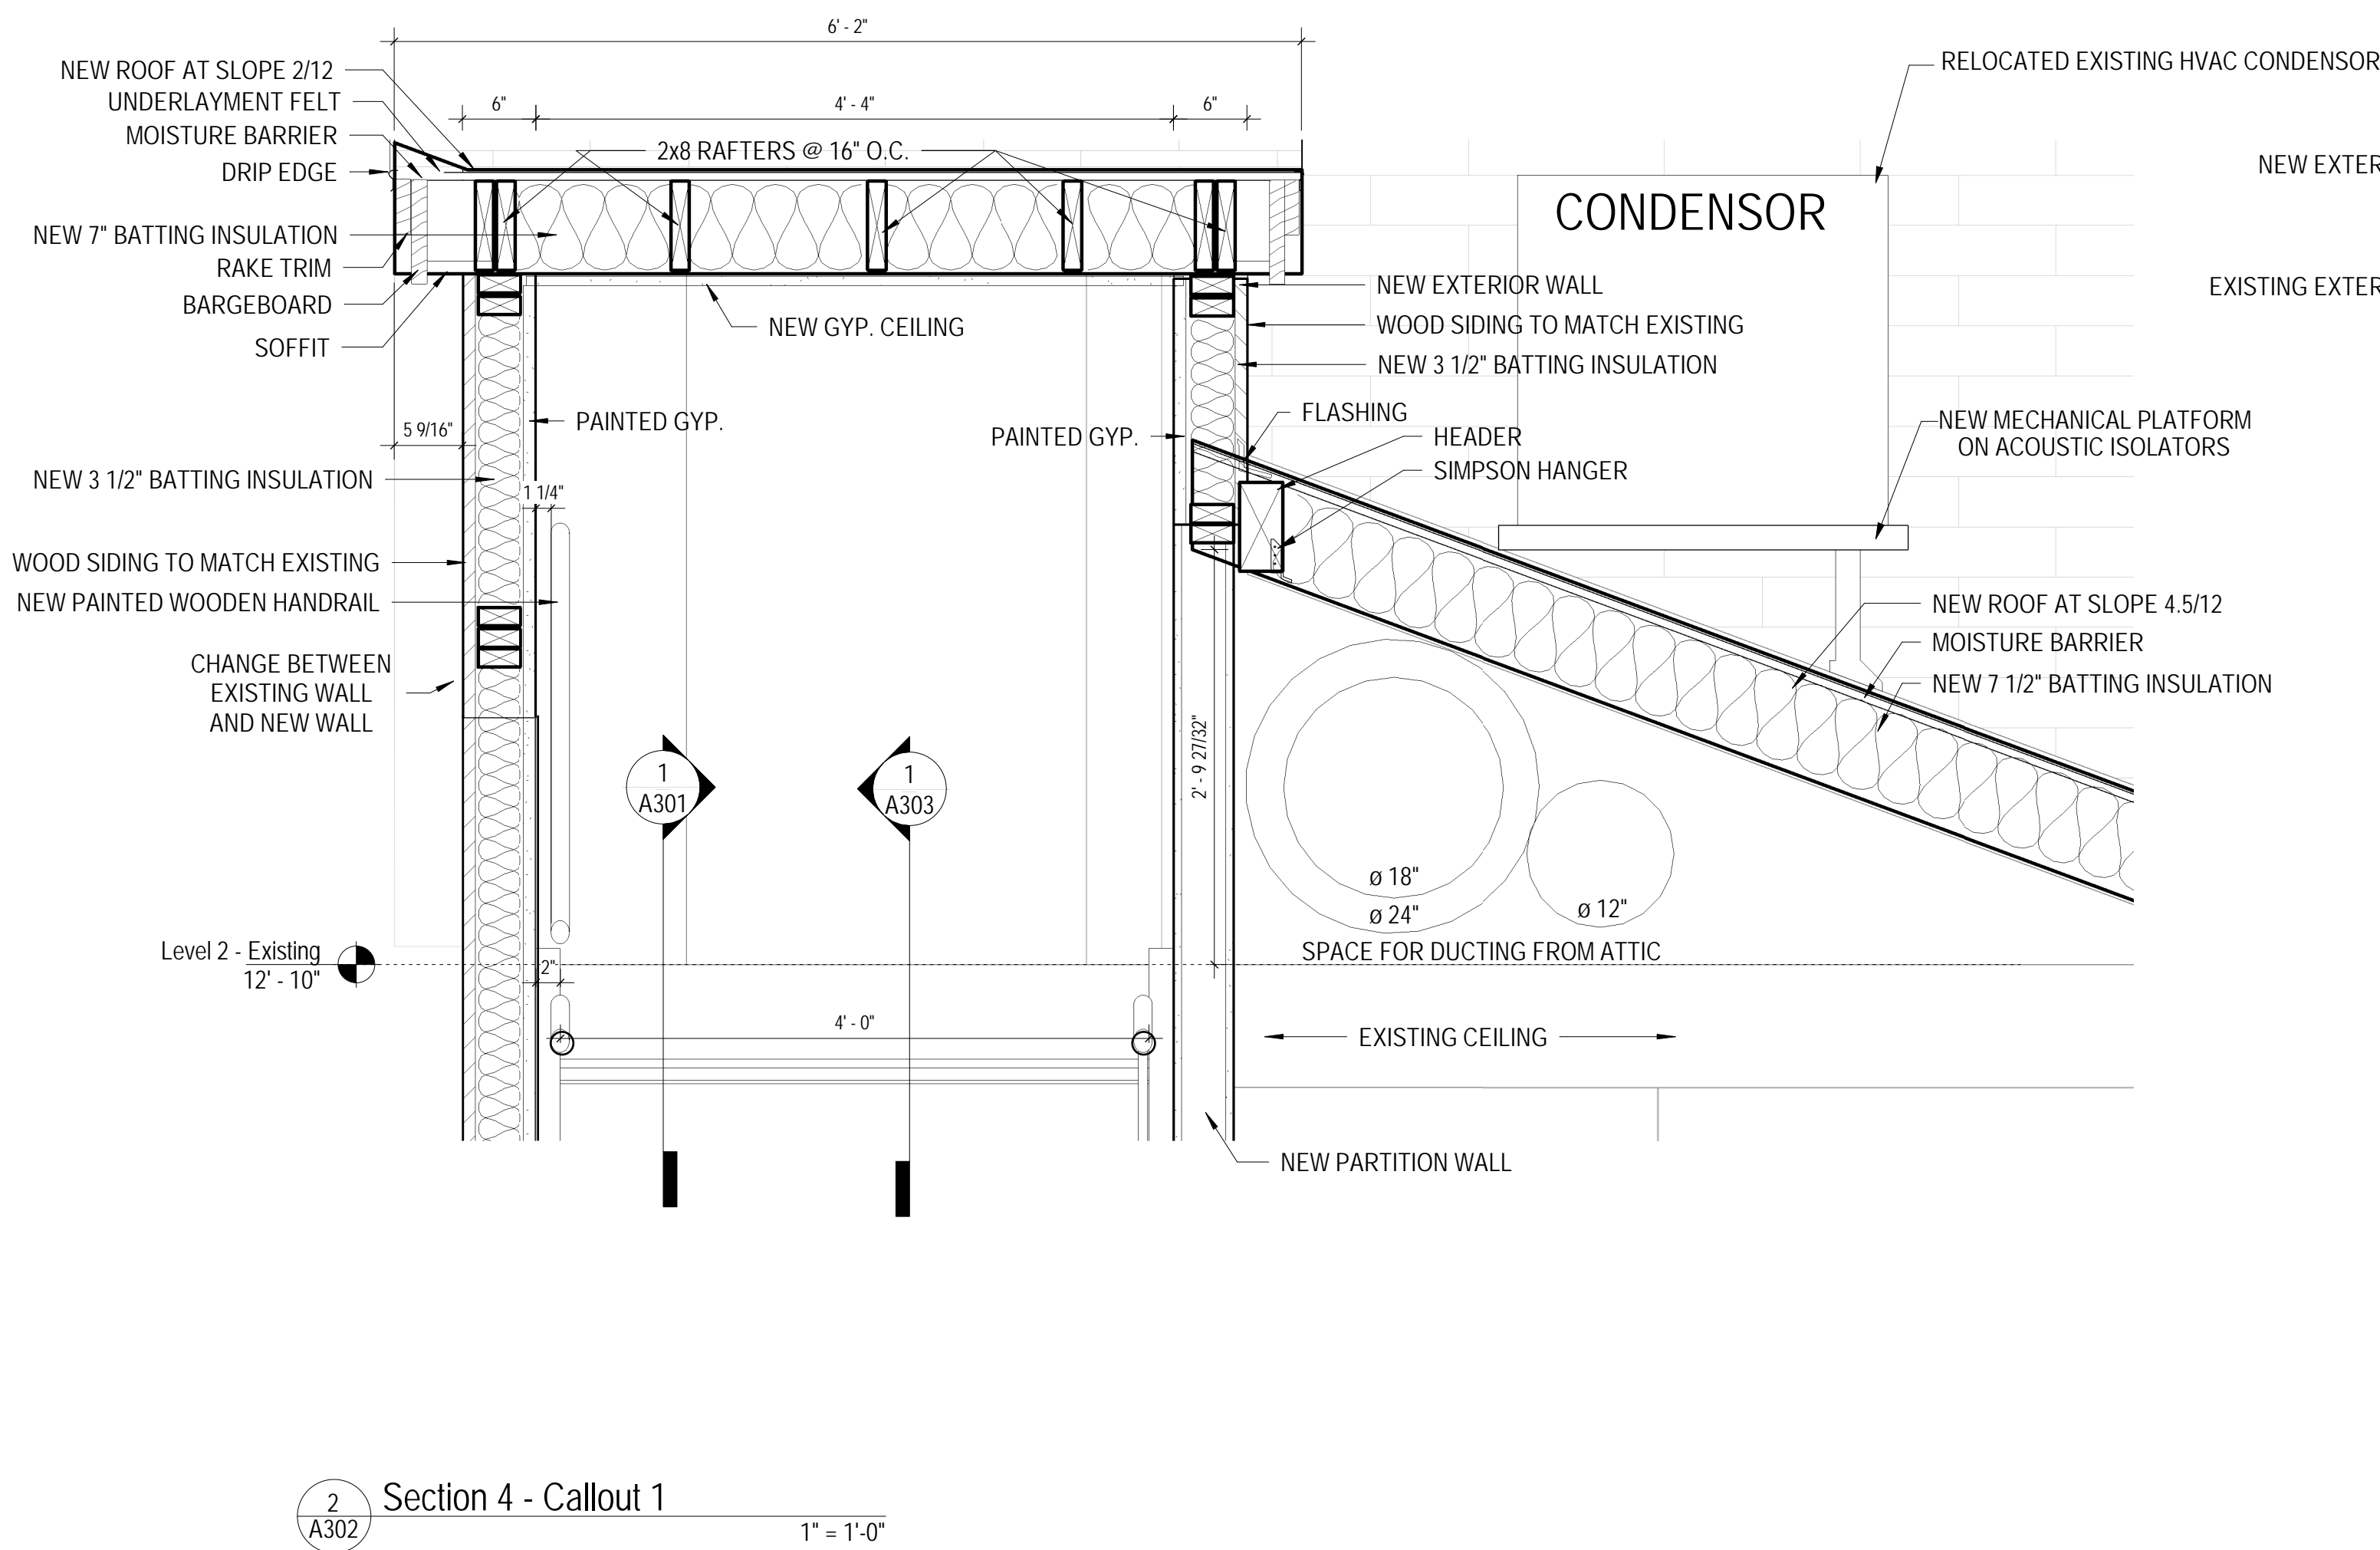 6' - 2"
NEW ROOF AT SLOPE 2/12
UNDERLAYMENT FELT
MOISTURE BARRIER
DRIP EDGE
NEW 7" BATTING INSULATION
RAKE TRIM
BARGEBOARD
SOFFIT
6"
4' - 4"
6"
2x8 RAFTERS @ 16" O.C.
RELOCATED EXISTING HVAC CONDENSOR
NEW EXTER
CONDENSOR
EXISTING EXTER
NEW EXTERIOR WALL
WOOD SIDING TO MATCH EXISTING
NEW 3 1/2" BATTING INSULATION
NEW GYP. CEILING
5 9/16"
PAINTED GYP.
PAINTED GYP.
FLASHING
HEADER
SIMPSON HANGER
NEW MECHANICAL PLATFORM
ON ACOUSTIC ISOLATORS
NEW 3 1/2" BATTING INSULATION
1 1/4"
WOOD SIDING TO MATCH EXISTING
NEW PAINTED WOODEN HANDRAIL
CHANGE BETWEEN
EXISTING WALL
AND NEW WALL
NEW ROOF AT SLOPE 4.5/12
MOISTURE BARRIER
NEW 7 1/2" BATTING INSULATION
1
A301
1
A303
2' - 9 27/32"
ø 18"
ø 24"
ø 12"
SPACE FOR DUCTING FROM ATTIC
Level 2 - Existing
12' - 10"
2"
4' - 0"
EXISTING CEILING
NEW PARTITION WALL
2
A302
Section 4 - Callout 1
1" = 1'-0"